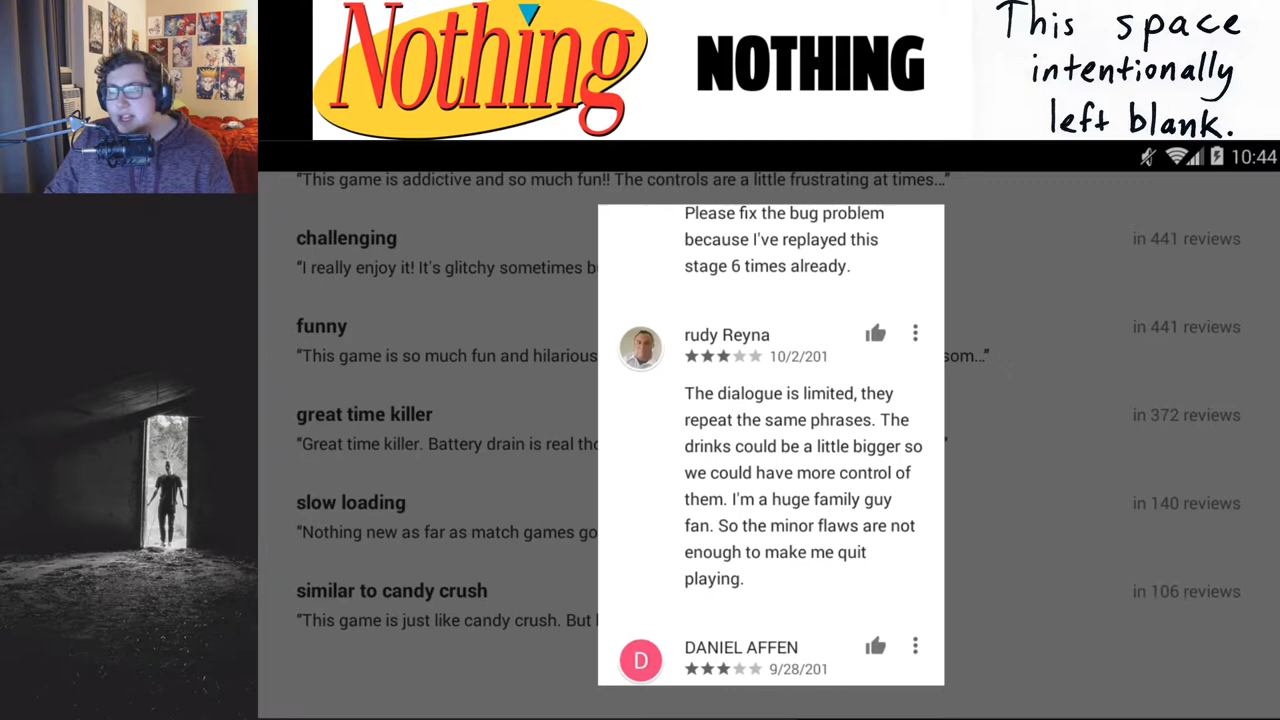 Nothing
NOTHING
This space
intentionally
left blank.
10:44
"This game is addictive and so much fun!! The controls are a little frustrating at times..."
challenging
in 441 reviews
"I really enjoy it! It's glitchy sometimes
funny
in 441 reviews
"This game is so much fun and hilarious
som..."
great time killer
in 372 reviews
"Great time killer. Battery drain is real
slow loading
in 140 reviews
"Nothing new as far as match games
similar to candy crush
in 106 reviews
"This game is just like candy crush. But
Please fix the bug problem
because I've replayed this
stage 6 times already.
rudy Reyna
10/2/201
The dialogue is limited, they
repeat the same phrases. The
drinks could be a little bigger so
we could have more control of
them. I'm a huge family guy
fan. So the minor flaws are not
enough to make me quit
playing.
D
DANIEL AFFEN
9/28/201